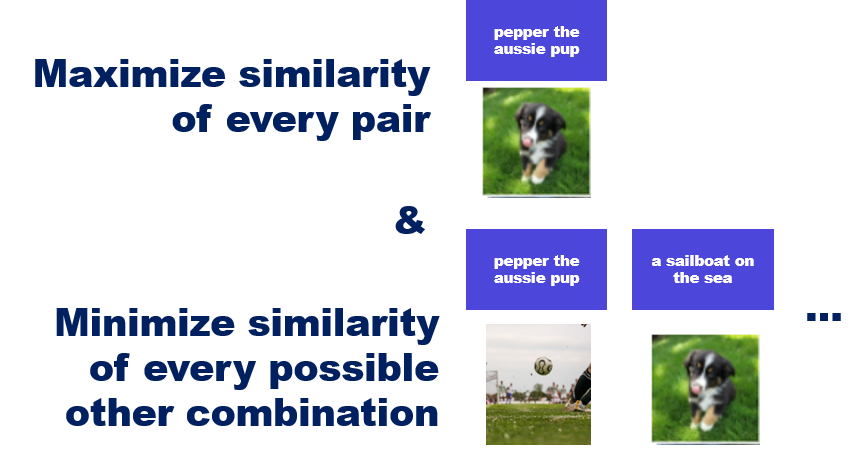 pepper the
aussie pup
Maximize similarity
of every pair
&
pepper the
aussie pup
a sailboat on
the sea
Minimize similarity
of every possible
other combination
...